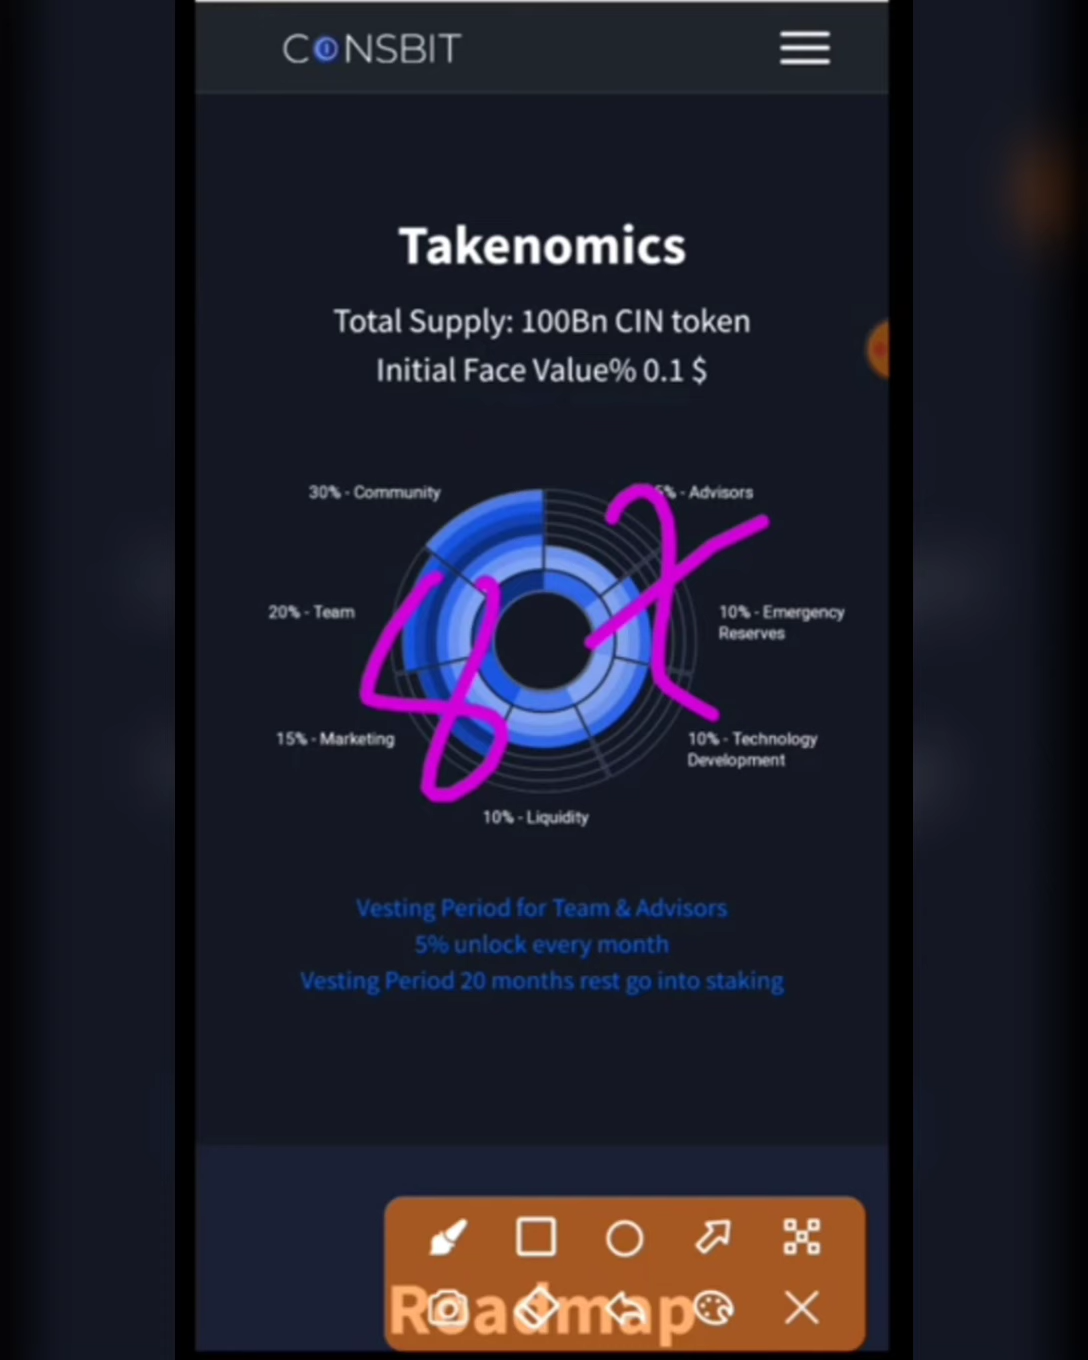 CONSBIT
Takenomics
Total Supply: 100Bn CIN token
Initial Face Value% 0.1 $
30% - Community
5% - Advisors
20% - Team
10% - Emergency
Reserves
15% - Marketing
10% - Technology
Development
10% - Liquidity
Vesting Period for Team & Advisors
5% unlock every month
Vesting Period 20 months rest go into staking
Roadmap